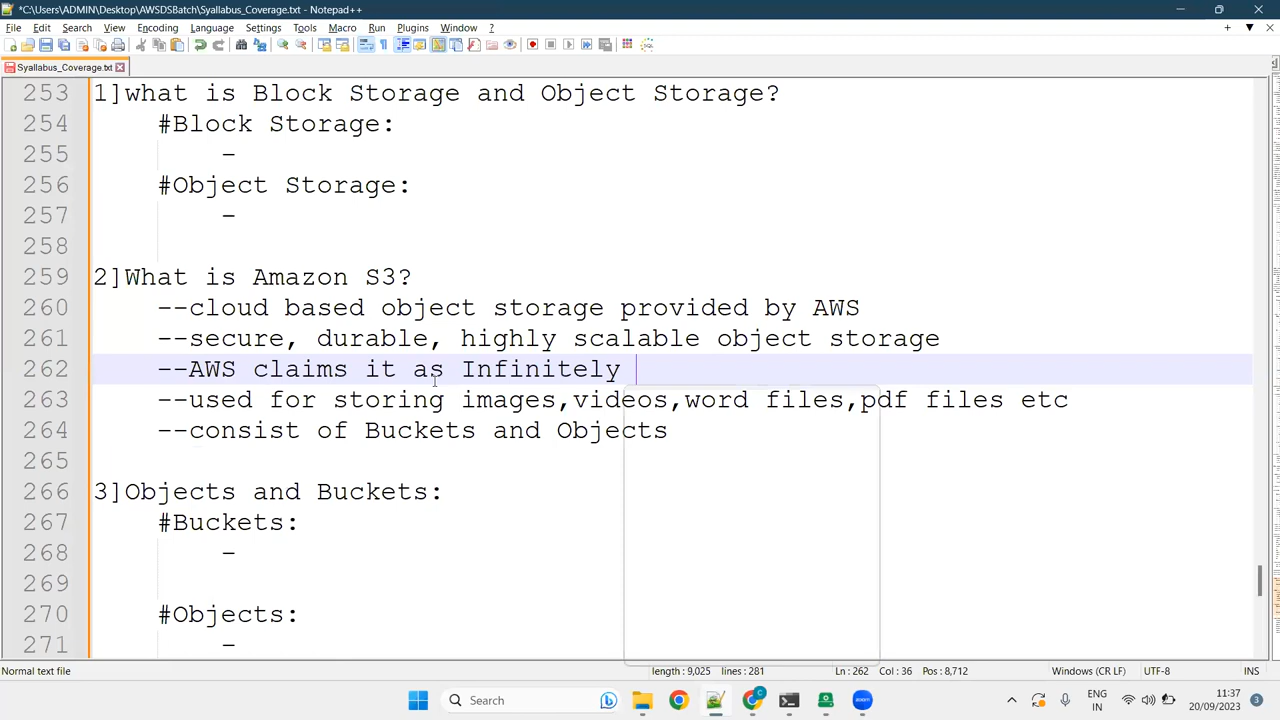 *C:\Users\ADMIN\Desktop\AWSDSBatch\Syallabus_Coverage.txt - Notepad++
File Edit Search View Encoding Language Settings Tools Macro Run Plugins Window ?
Syallabus_Coverage.txt
253 1]what is Block Storage and Object Storage?
254 #Block Storage:
255 -
256 #Object Storage:
257 -
258
259 2]What is Amazon S3?
260 --cloud based object storage provided by AWS
261 --secure, durable, highly scalable object storage
262 --AWS claims it as Infinitely
263 --used for storing images,videos,word files,pdf files etc
264 --consist of Buckets and Objects
265
266 3]Objects and Buckets:
267 #Buckets:
268 -
269
270 #Objects:
271 -
Normal text file length : 9,025 lines : 281 Ln : 262 Col : 36 Pos : 8,712 Windows (CR LF) UTF-8 INS
Search
ENG
IN
11:37
20/09/2023
3